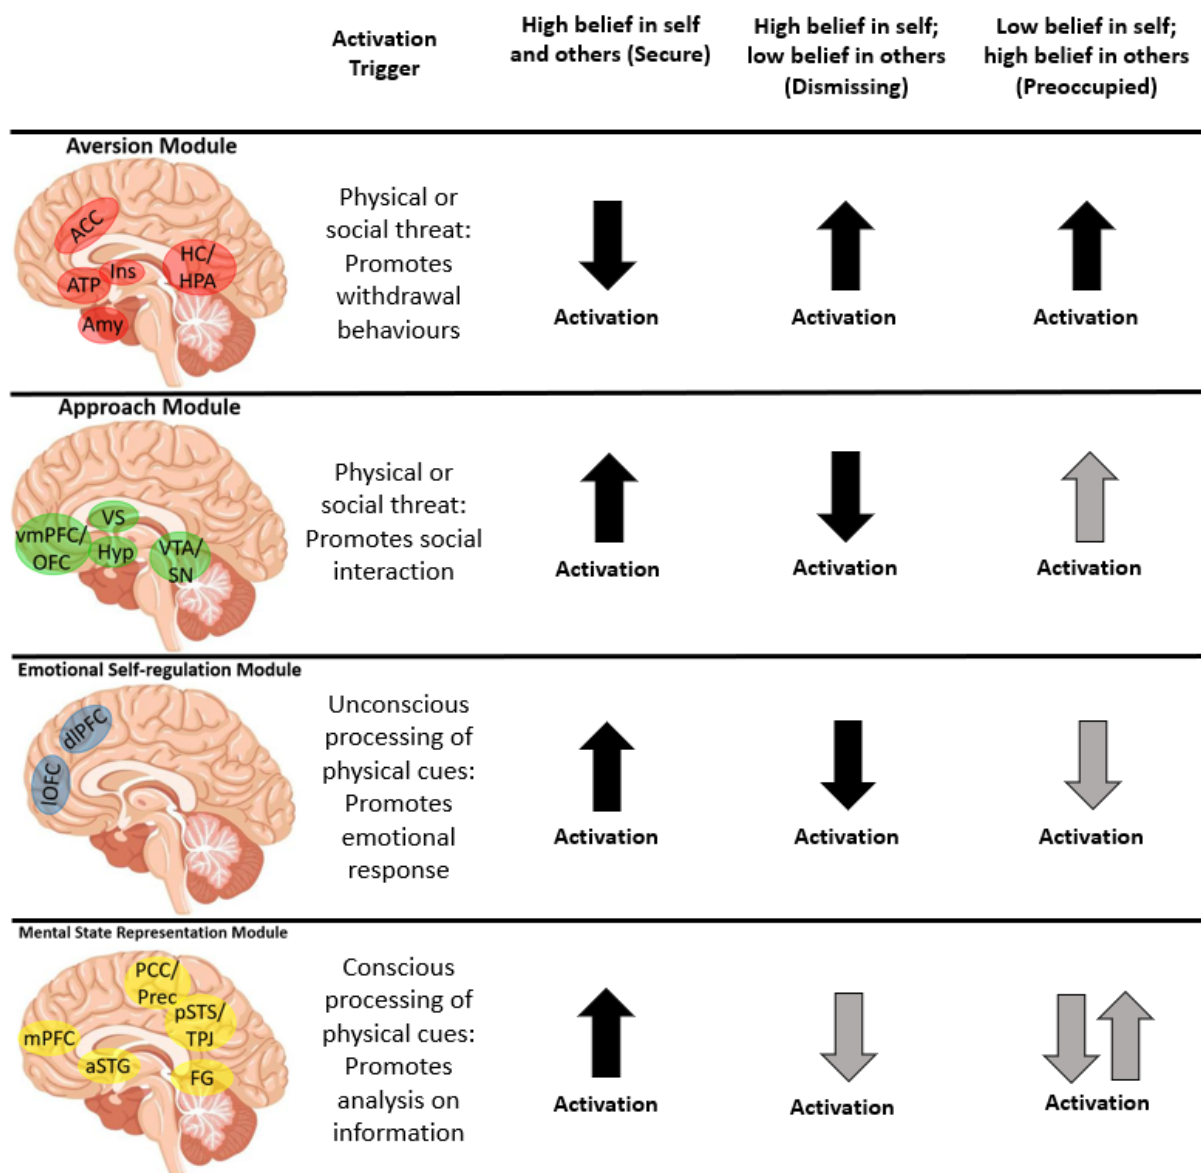 Activation
Trigger
High belief in self
and others (Secure)
High belief in self;
low belief in others
(Dismissing)
Low belief in self;
high belief in others
(Preoccupied)
Aversion Module
ACC
ATP
Ins
HC/
HPA
Amy
Physical or
social threat:
Promotes
withdrawal
behaviours
Activation
Activation
Activation
Approach Module
vmPFC/
OFC
VS
Hyp
VTA/
SN
Physical or
social threat:
Promotes social
interaction
Activation
Activation
Activation
Emotional Self-regulation Module
dlPFC
lOFC
Unconscious
processing of
physical cues:
Promotes
emotional
response
Activation
Activation
Activation
Mental State Representation Module
PCC/
Prec
pSTS/
TPJ
mPFC
aSTG
FG
Conscious
processing of
physical cues:
Promotes
analysis on
information
Activation
Activation
Activation